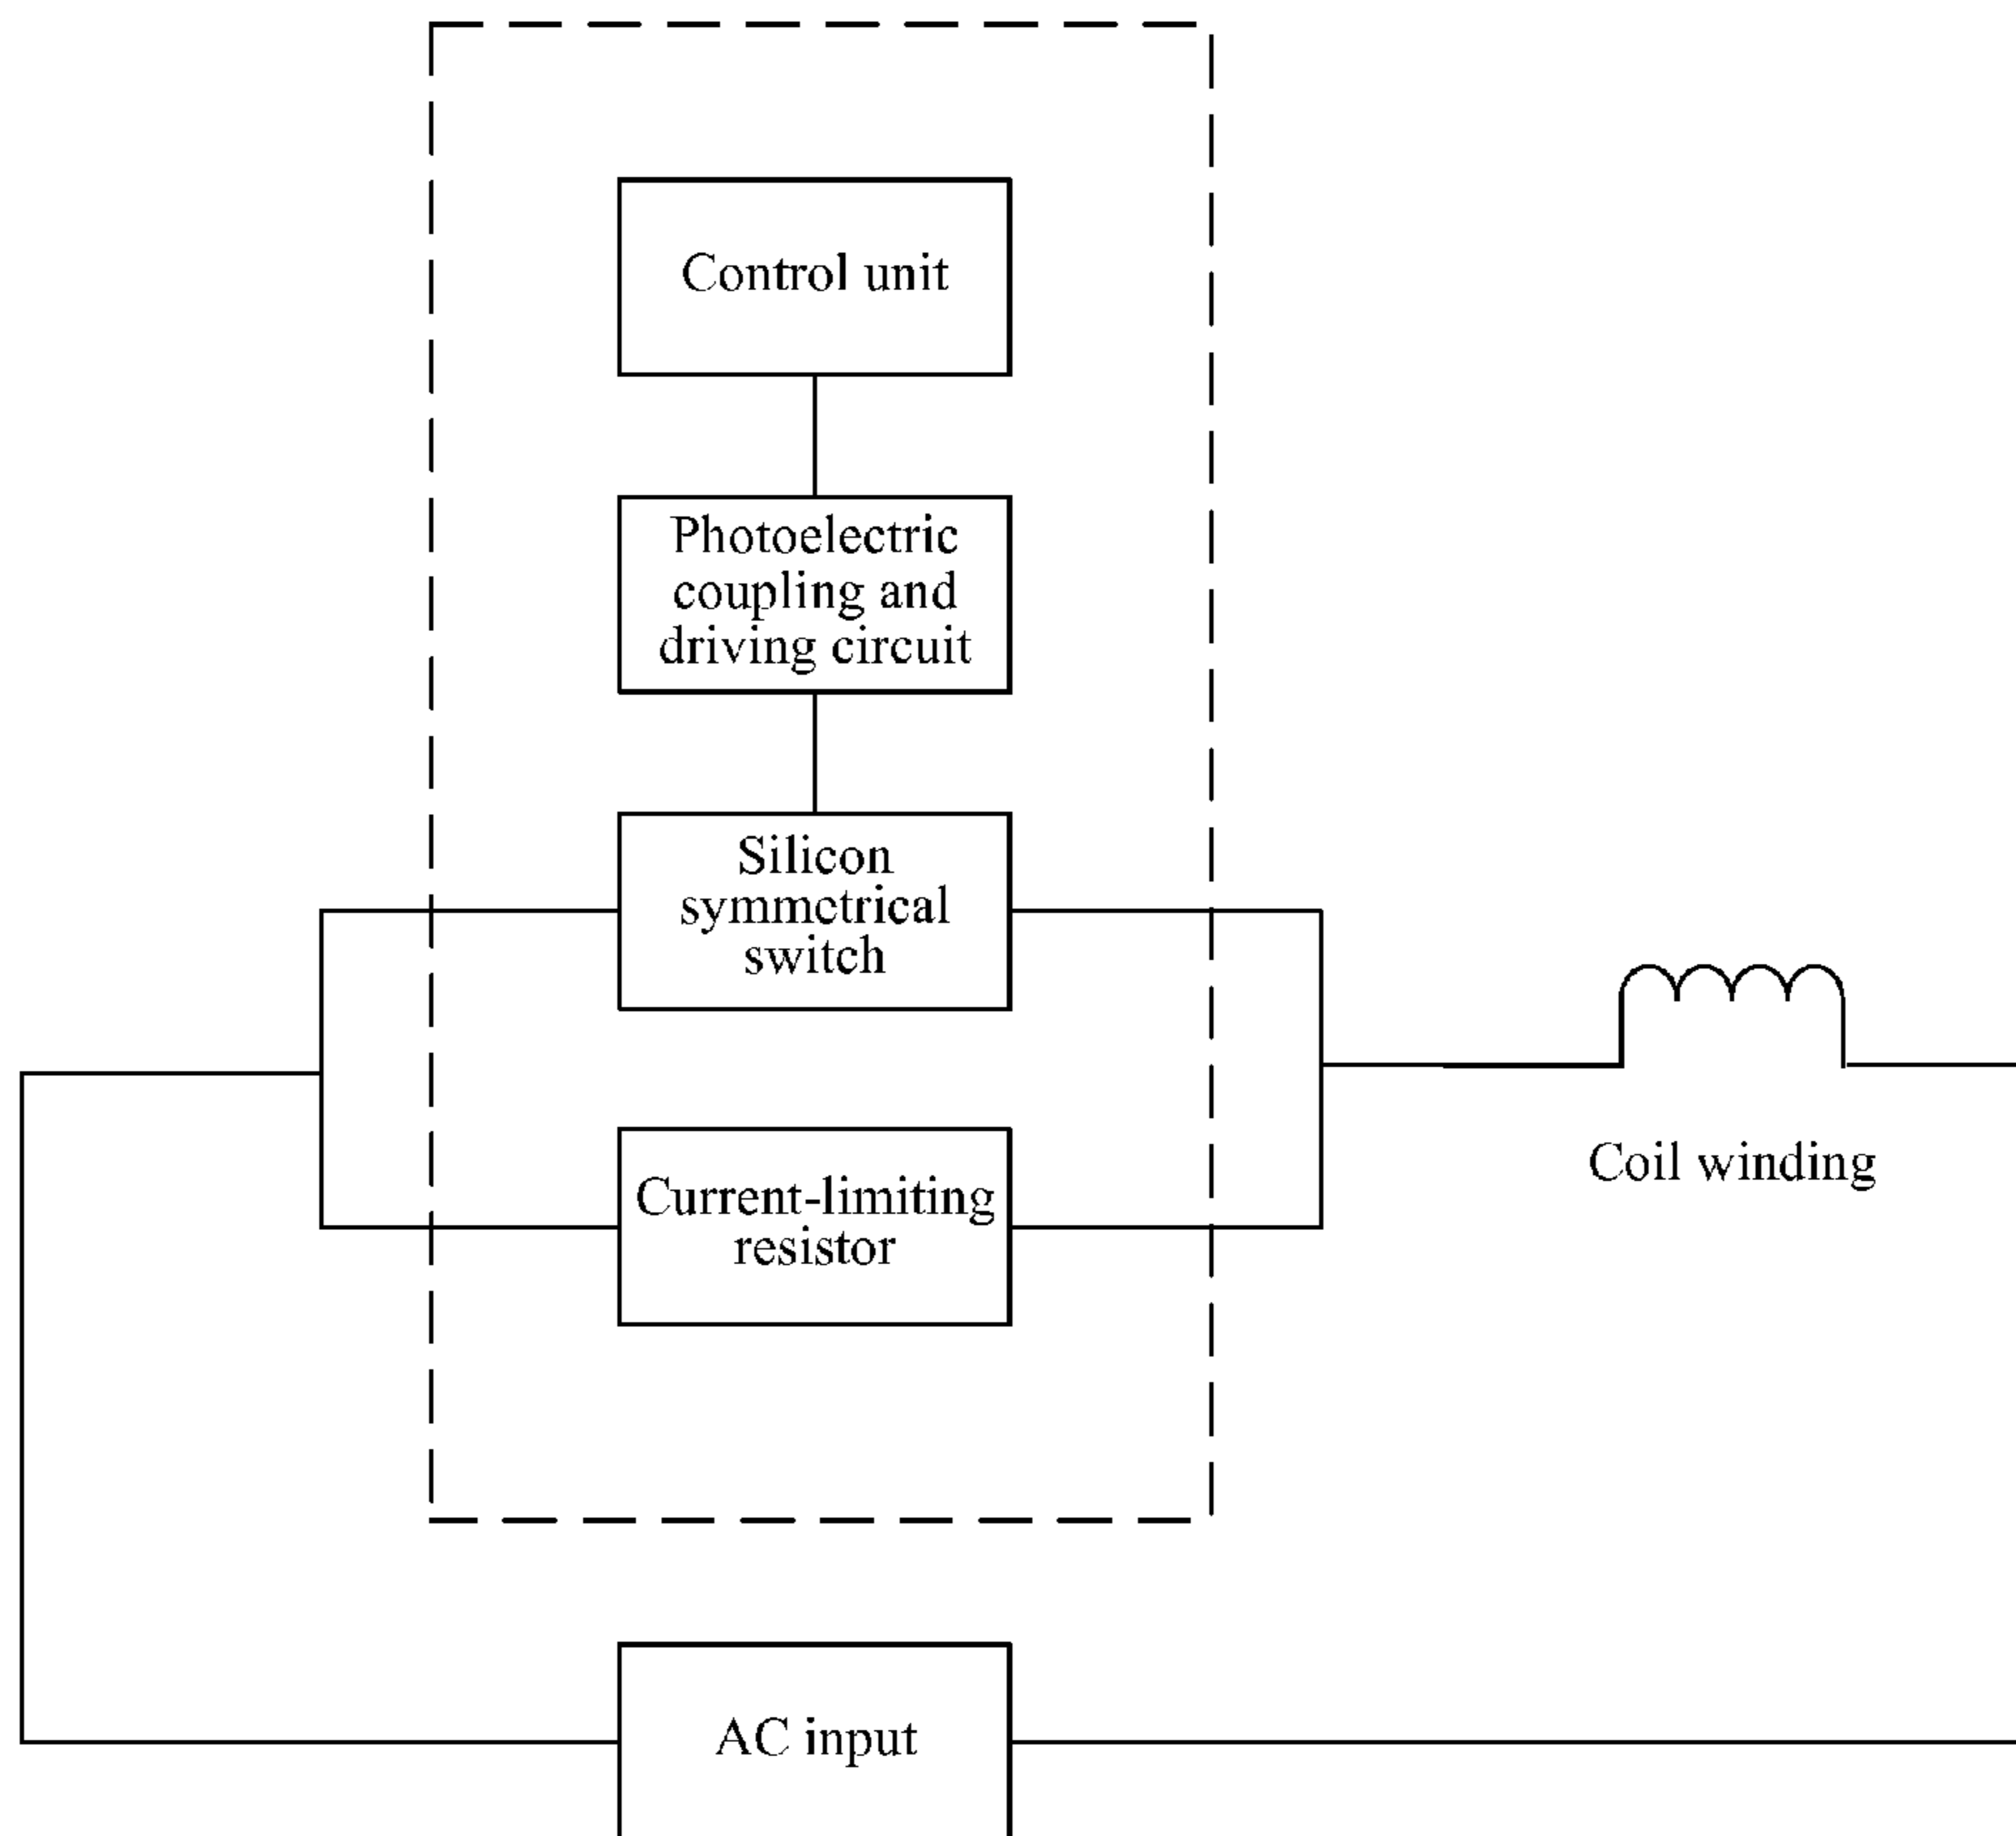 Control unit
Photoelectric
coupling and
driving circuit
Silicon
symmetrical
switch
Current-limiting
resistor
Coil winding
AC input